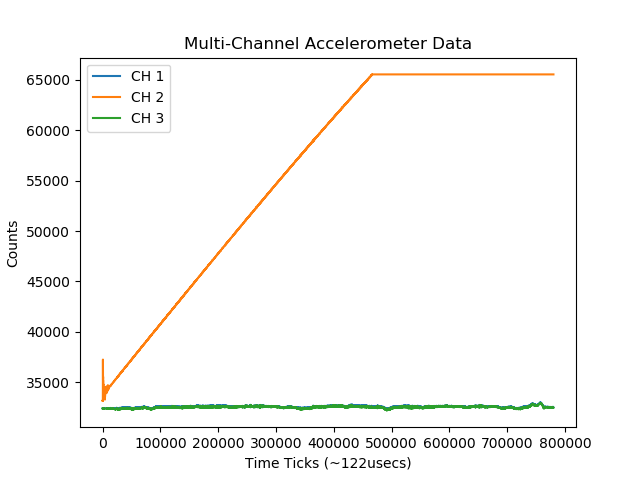 Multi-Channel Accelerometer Data
CH 1
CH 2
CH 3
65000
60000
55000
50000
45000
40000
35000
Counts
0 100000 200000 300000 400000 500000 600000 700000 800000
Time Ticks (~122usecs)